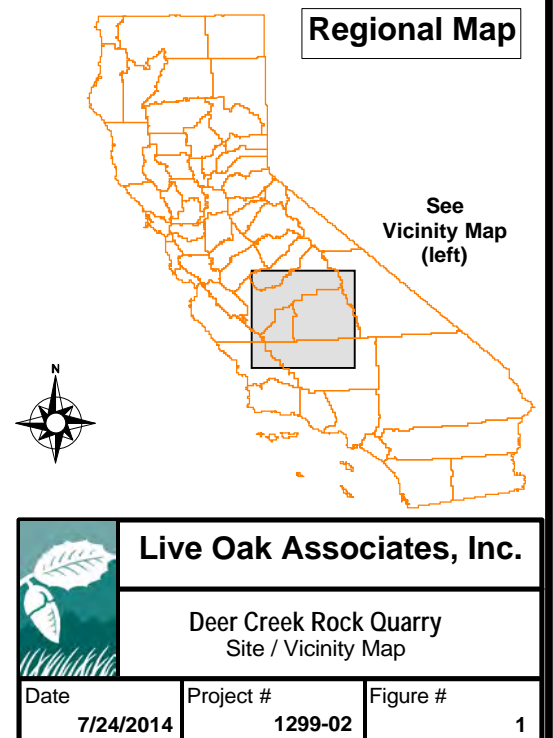 Regional Map
See
Vicinity Map
(left)
N
Live Oak Associates, Inc.
Deer Creek Rock Quarry
Site / Vicinity Map
Date
Project #
Figure #
7/24/2014
1299-02
1